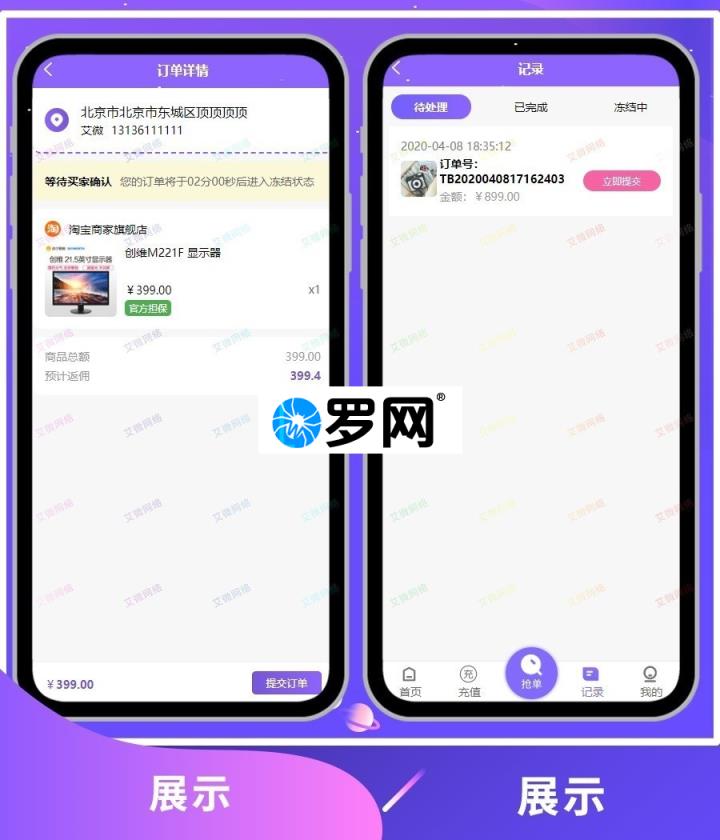 订单详情
北京市北京市东城区顶顶顶顶
艾微 13136111111
等待买家确认 您的订单将于02分00秒后进入冻结状态
淘宝商家旗舰店
创维 21.5英寸显示器
创维M221F 显示器
¥399.00 x1
官方担保
商品总额 399.00
预计返佣 399.4
¥399.00 提交订单
记录
待处理 已完成 冻结中
2020-04-08 18:35:12
订单号:
TB2020040817162403
立即提交
金额: ¥899.00
首页 充值 抢单 记录 我的
罗网®
艾微网络
展示
展示